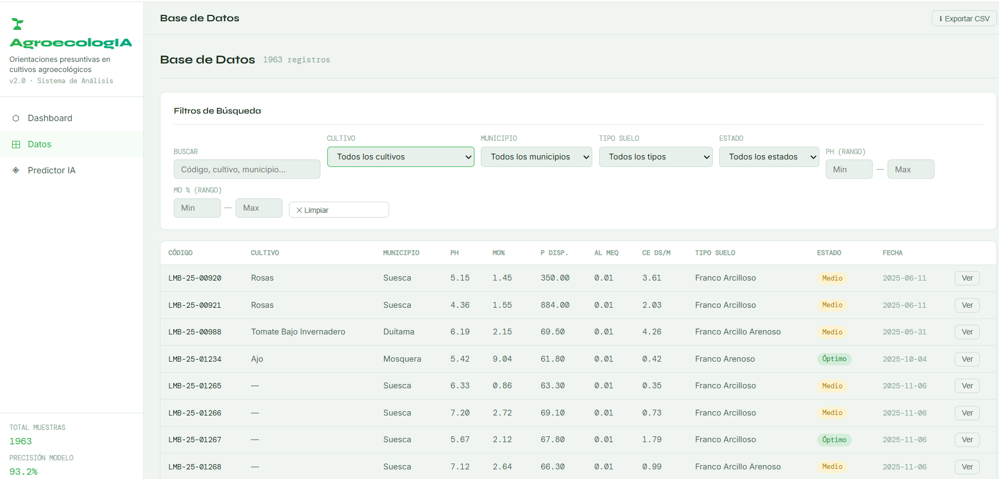 AgroecologIA
Orientaciones presuntivas en
cultivos agroecológicos
v2.0 · Sistema de Análisis
Dashboard
Datos
Predictor IA
TOTAL MUESTRAS
1963
PRECISIÓN MODELO
93.2%
Base de Datos
⬇ Exportar CSV
Base de Datos 1963 registros
Filtros de Búsqueda
BUSCAR
Código, cultivo, municipio...
CULTIVO
Todos los cultivos
MUNICIPIO
Todos los municipios
TIPO SUELO
Todos los tipos
ESTADO
Todos los estados
PH (RANGO)
Min — Max
MO % (RANGO)
Min — Max
✕ Limpiar
CÓDIGO CULTIVO MUNICIPIO PH MO% P DISP. AL MEQ CE DS/M TIPO SUELO ESTADO FECHA
LMB-25-00920 Rosas Suesca 5.15 1.45 350.00 0.01 3.61 Franco Arcilloso Medio 2025-06-11 Ver
LMB-25-00921 Rosas Suesca 4.36 1.55 884.00 0.01 2.03 Franco Arcilloso Medio 2025-06-11 Ver
LMB-25-00988 Tomate Bajo Invernadero Duitama 6.19 2.15 69.50 0.01 4.26 Franco Arcillo Arenoso Medio 2025-05-31 Ver
LMB-25-01234 Ajo Mosquera 5.42 9.04 61.80 0.01 0.42 Franco Arenoso Óptimo 2025-10-04 Ver
LMB-25-01265 — Suesca 6.33 0.86 63.30 0.01 0.35 Franco Arcilloso Medio 2025-11-06 Ver
LMB-25-01266 — Suesca 7.20 2.72 69.10 0.01 0.73 Franco Arcilloso Medio 2025-11-06 Ver
LMB-25-01267 — Suesca 5.67 2.12 67.80 0.01 1.79 Franco Arcilloso Óptimo 2025-11-06 Ver
LMB-25-01268 — Suesca 7.12 2.64 66.30 0.01 0.99 Franco Arcillo Arenoso Medio 2025-11-06 Ver